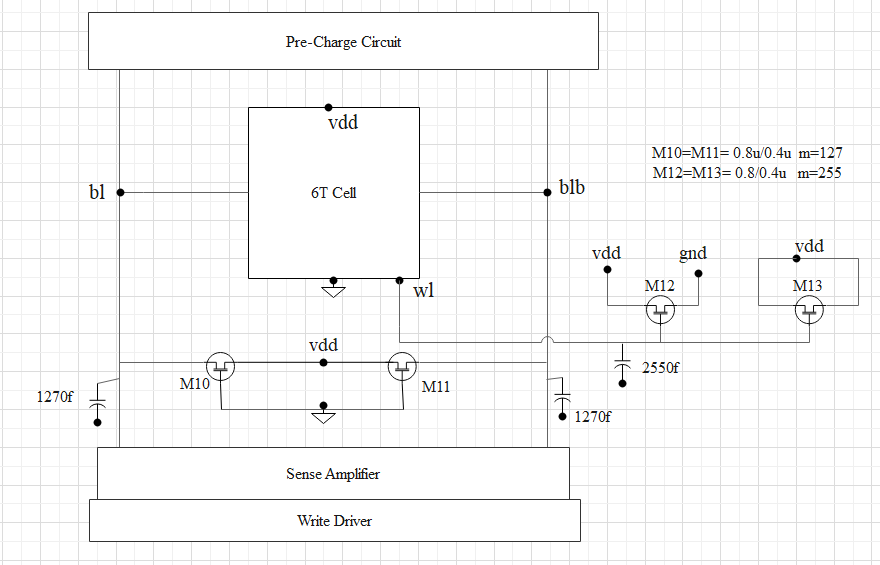 Pre-Charge Circuit
vdd
M10=M11= 0.8u/0.4u m=127
M12=M13= 0.8/0.4u m=255
bl
6T Cell
blb
vdd
gnd
vdd
M12
M13
wl
vdd
2550f
M10
M11
1270f
1270f
Sense Amplifier
Write Driver